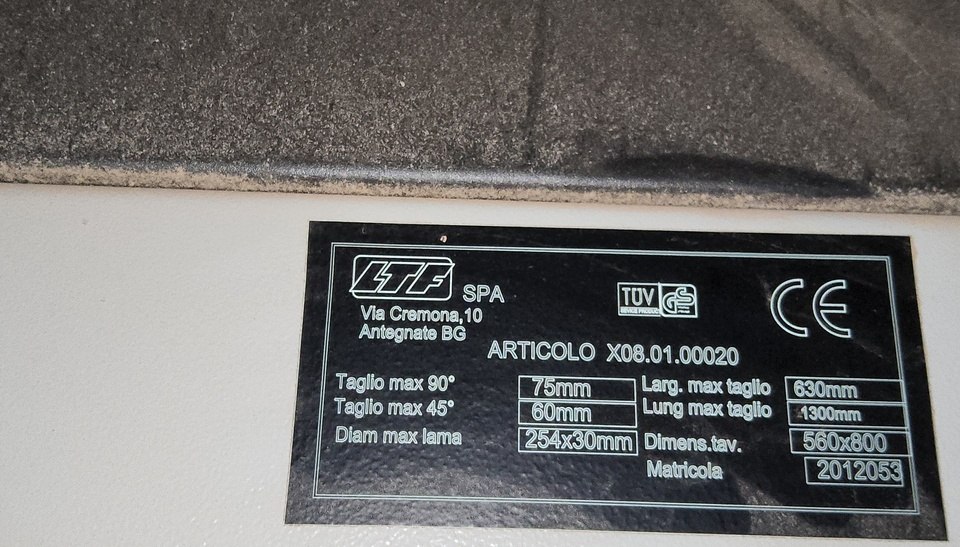 LTF SPA
Via Cremona,10
Antegnate BG
TÜV GS
CE
ARTICOLO X08.01.00020
Taglio max 90° 75mm Larg. max taglio 630mm
Taglio max 45° 60mm Lung max taglio 1300mm
Diam max lama 254x30mm Dimens.tav. 560x800
Matricola 2012053